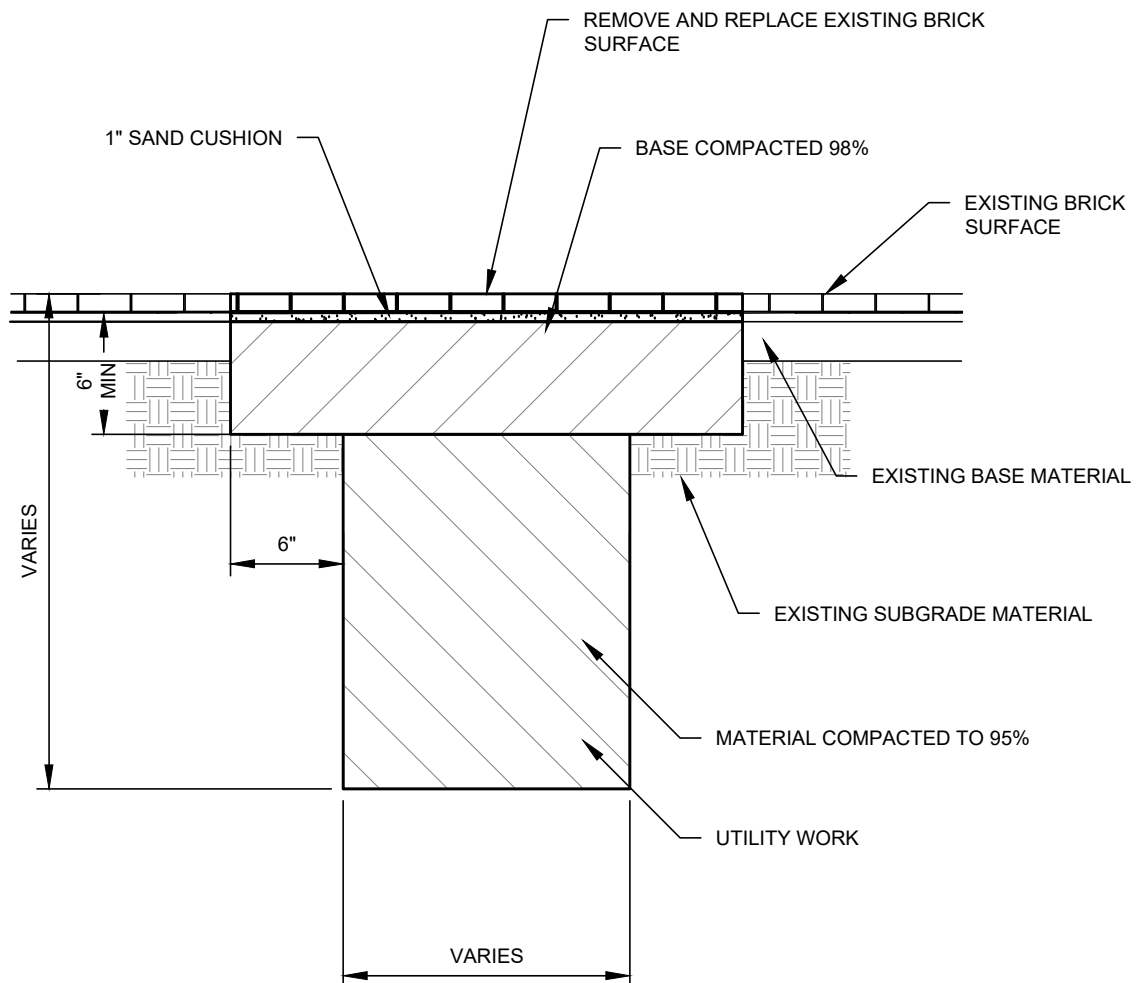 REMOVE AND REPLACE EXISTING BRICK
SURFACE
1" SAND CUSHION
BASE COMPACTED 98%
EXISTING BRICK
SURFACE
6"
MIN
EXISTING BASE MATERIAL
VARIES
6"
EXISTING SUBGRADE MATERIAL
MATERIAL COMPACTED TO 95%
UTILITY WORK
VARIES